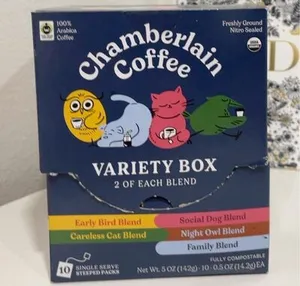 100%
Arabica
Coffee
Freshly Ground
Nitro Sealed
Chamberlain
Coffee
VARIETY BOX
2 OF EACH BLEND
Early Bird Blend
Social Dog Blend
Careless Cat Blend
Night Owl Blend
Family Blend
10 SINGLE SERVE
STEEPED PACKS
FULLY COMPOSTABLE
Net Wt. 5 OZ (142g) · 10 - 0.5 OZ (14.2g) EA
D